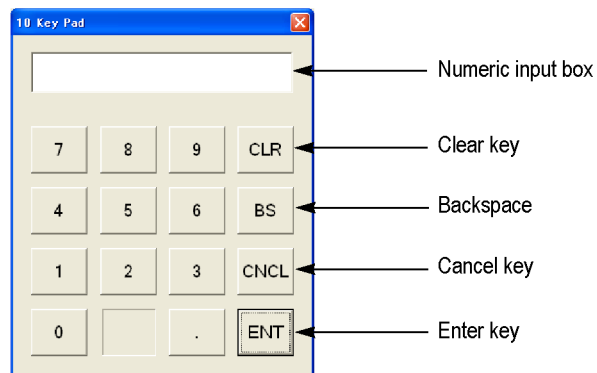 10 Key Pad
Numeric input box
7 8 9 CLR Clear key
4 5 6 BS Backspace
1 2 3 CNCL Cancel key
0 . ENT Enter key